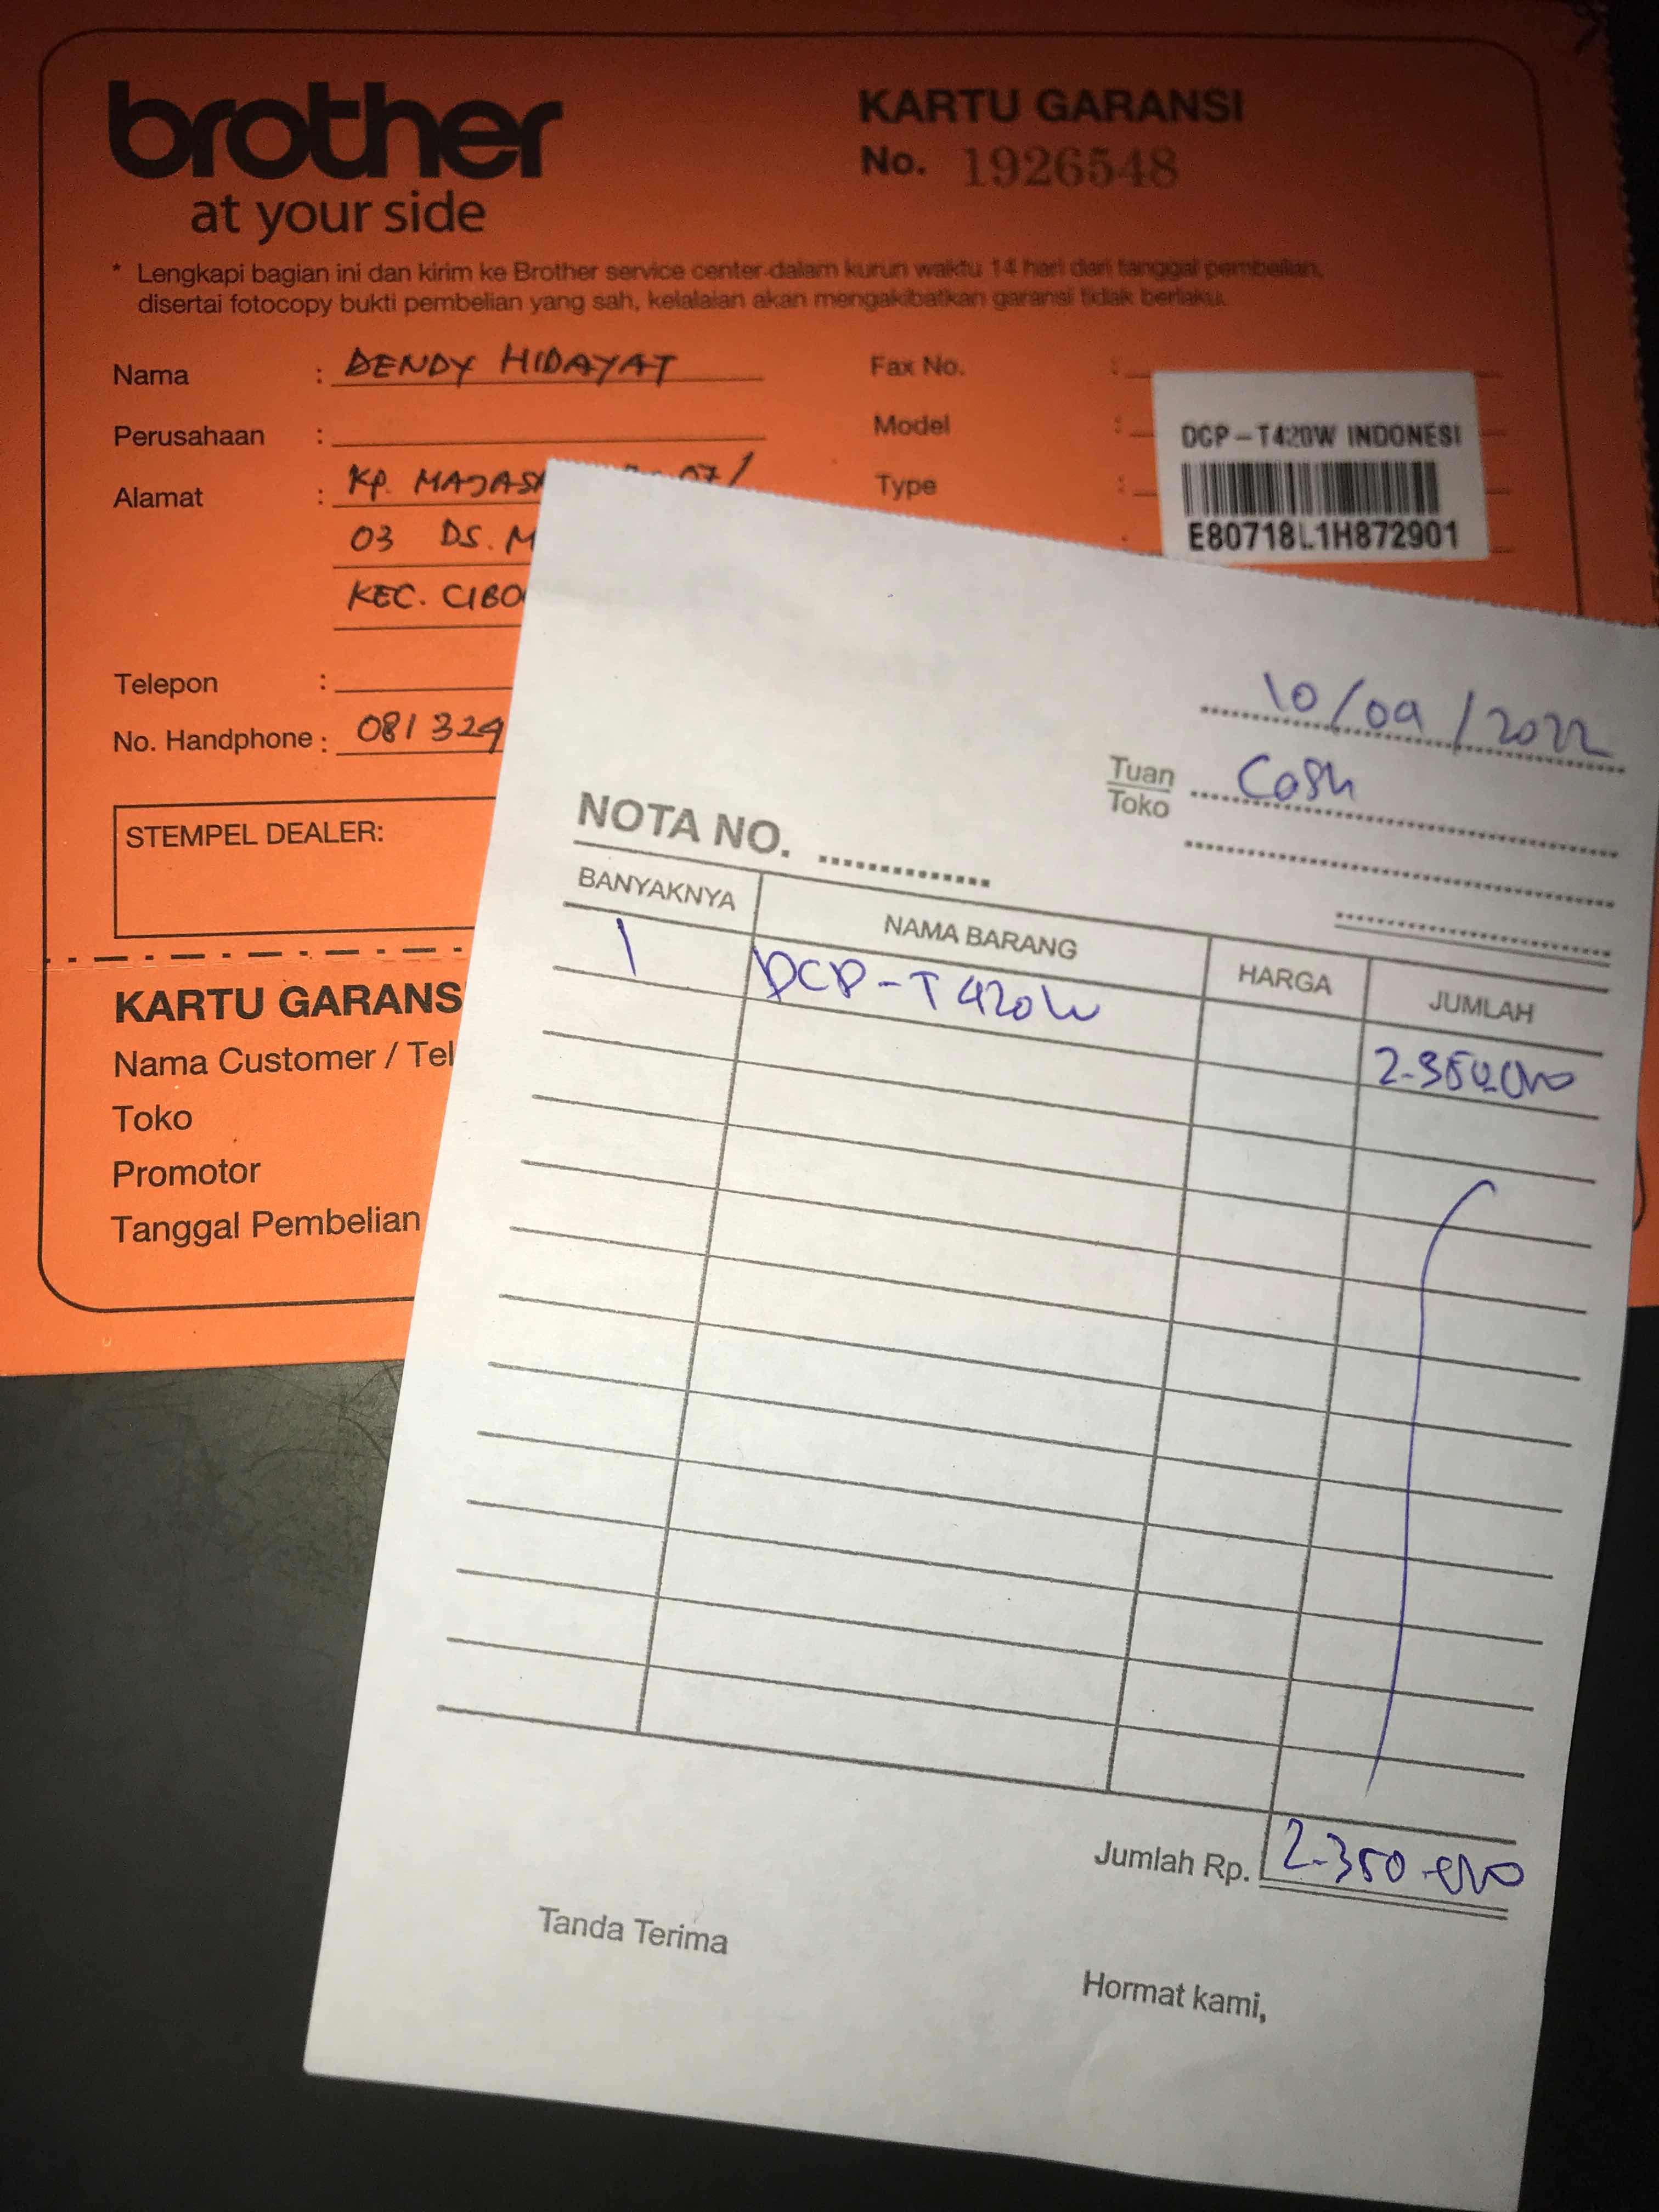 brother
at your side
KARTU GARANSI
No. 1926548
* Lengkapi bagian ini dan kirim ke Brother service center dalam kurun waktu 14 hari dari tanggal pembelian,
disertai fotocopy bukti pembelian yang sah, kelalaian akan mengakibatkan garansi tidak berlaku.
Nama : DENDY HIDAYAT
Perusahaan :
Alamat : KP. 07/
03 DS.
KEC.
Telepon :
No. Handphone : 081 329
Fax No. :
Model :
Type :
DCP-T420W INDONESI
E80718L1H872901
STEMPEL DEALER:
KARTU GARANS
Nama Customer / Tel
Toko
Promotor
Tanggal Pembelian
10/09/2022
Tuan Cash
Toko
NOTA NO.
BANYAKNYA NAMA BARANG HARGA JUMLAH
1 DCP-T420W 2.350.000
Jumlah Rp. 2.350.000
Tanda Terima
Hormat kami,